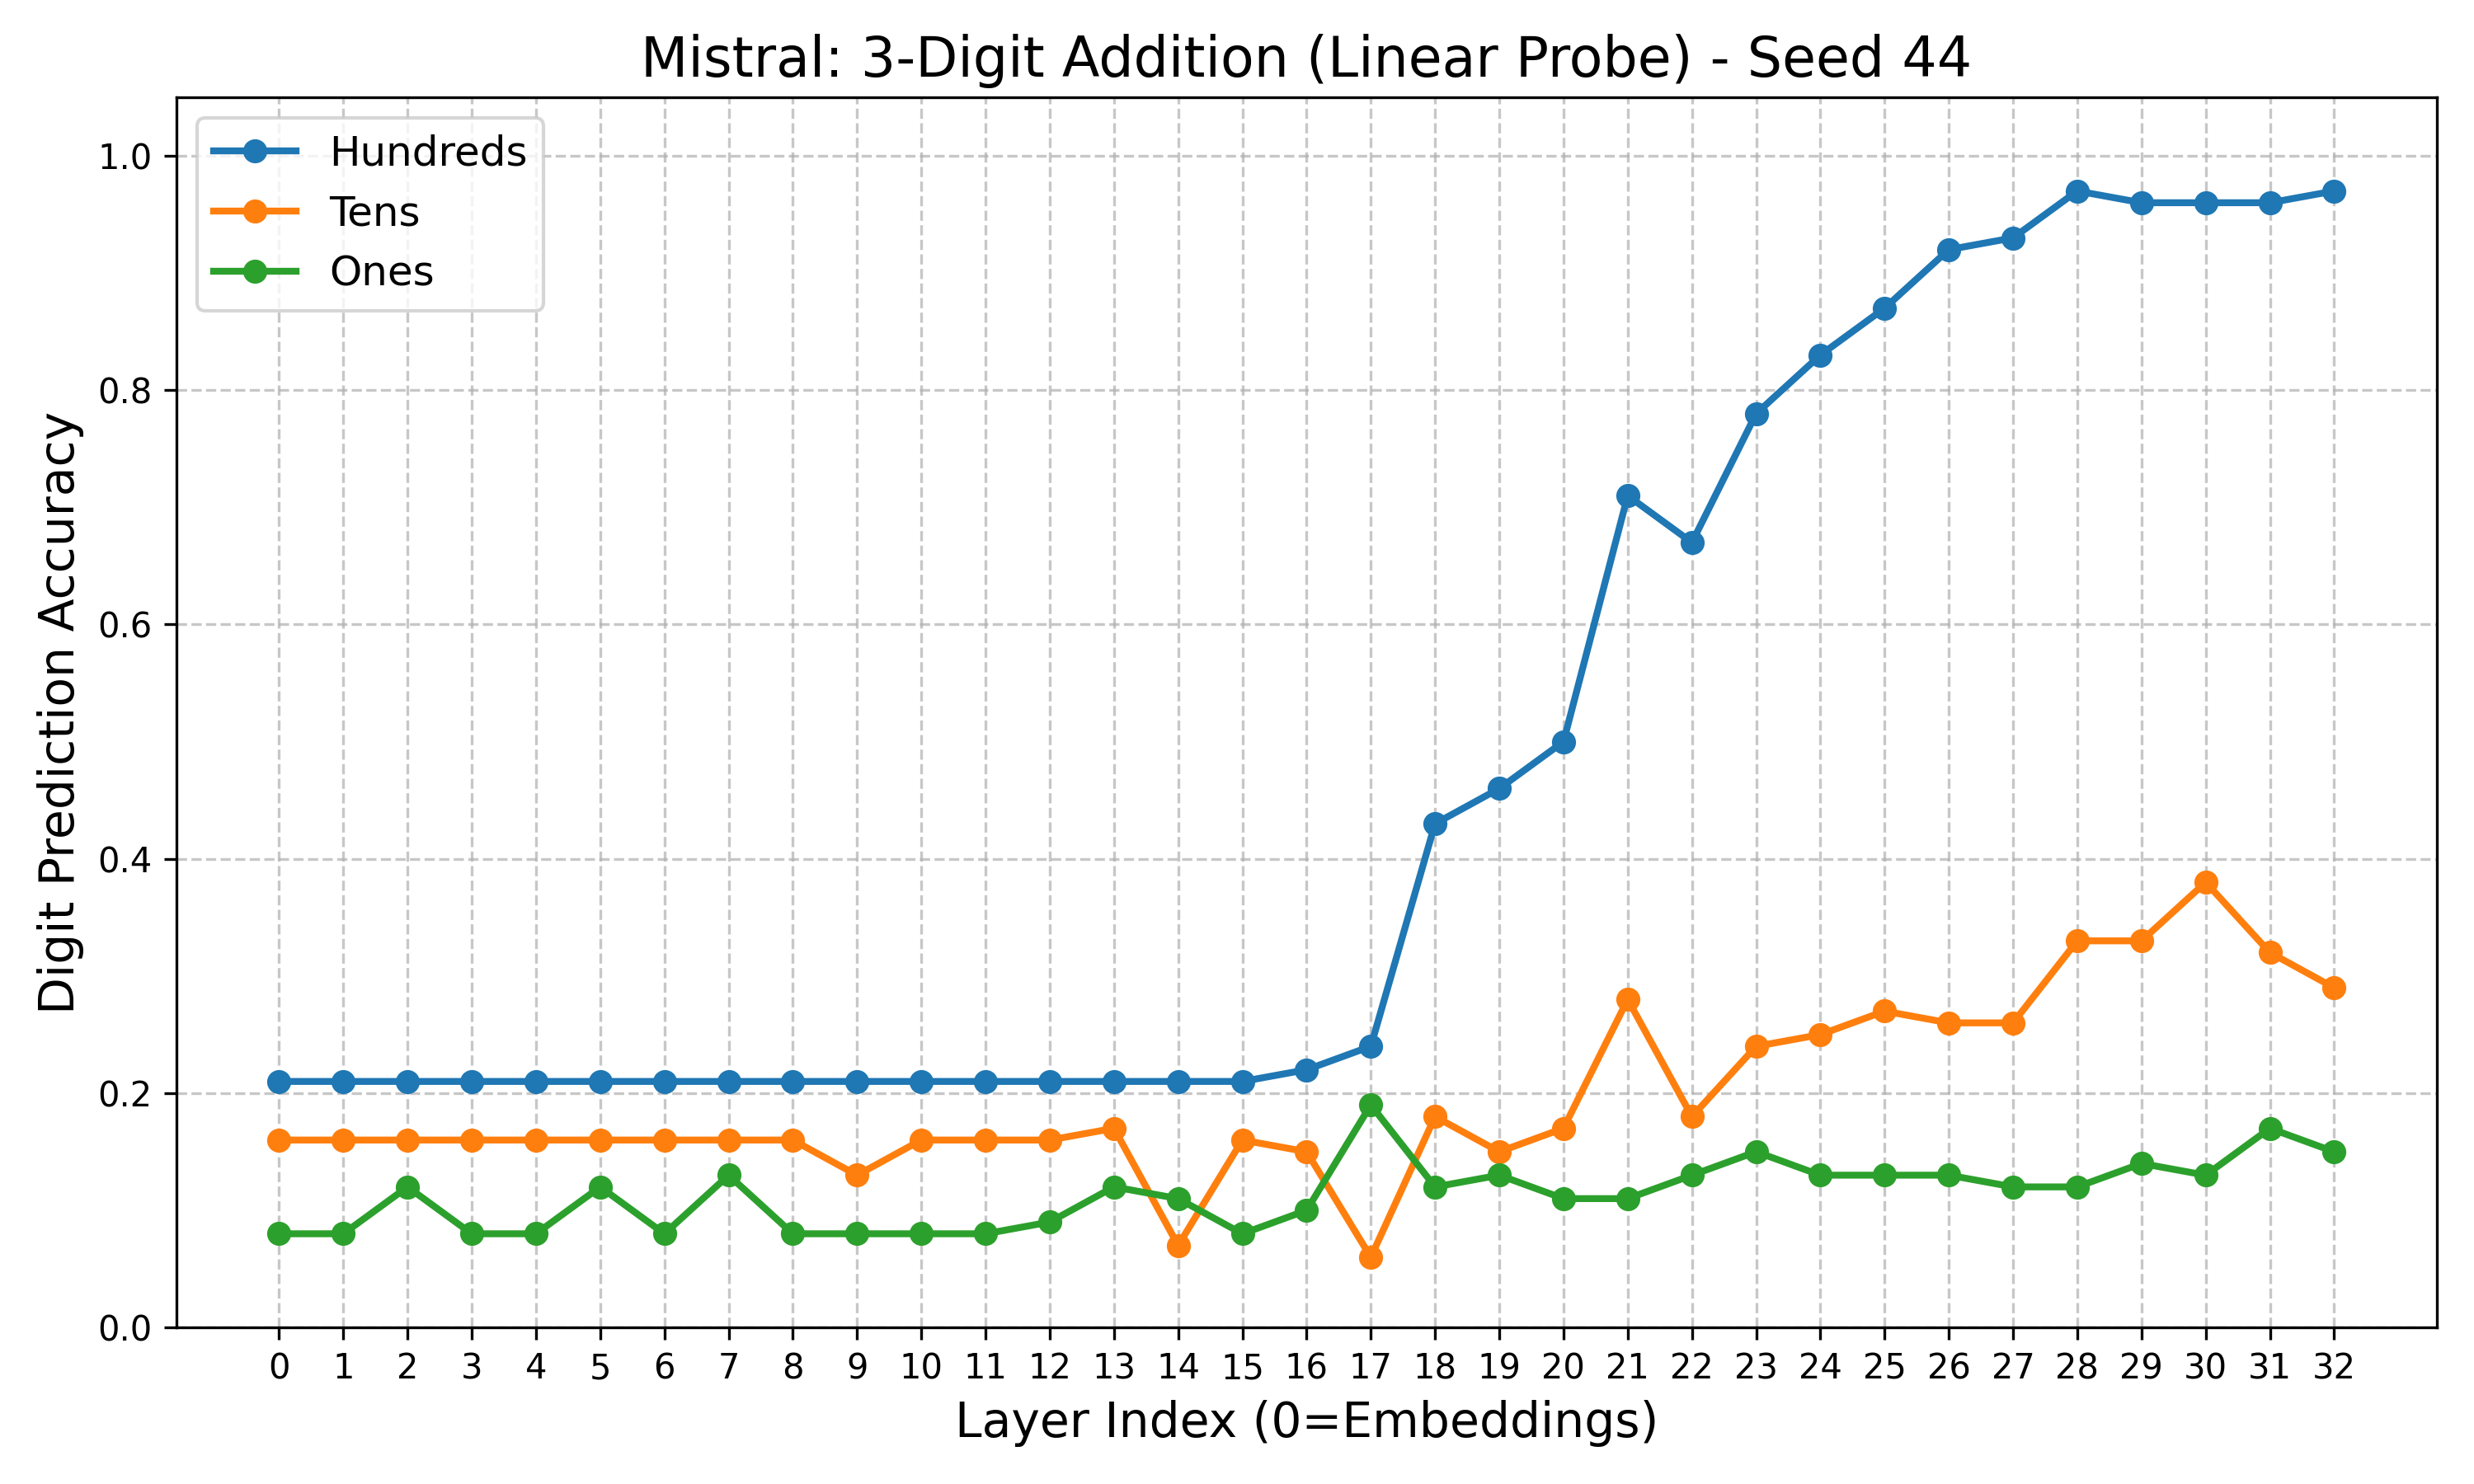 Mistral: 3-Digit Addition (Linear Probe) - Seed 44
Hundreds
Tens
Ones
Digit Prediction Accuracy
1.0
0.8
0.6
0.4
0.2
0.0
0 1 2 3 4 5 6 7 8 9 10 11 12 13 14 15 16 17 18 19 20 21 22 23 24 25 26 27 28 29 30 31 32
Layer Index (0=Embeddings)